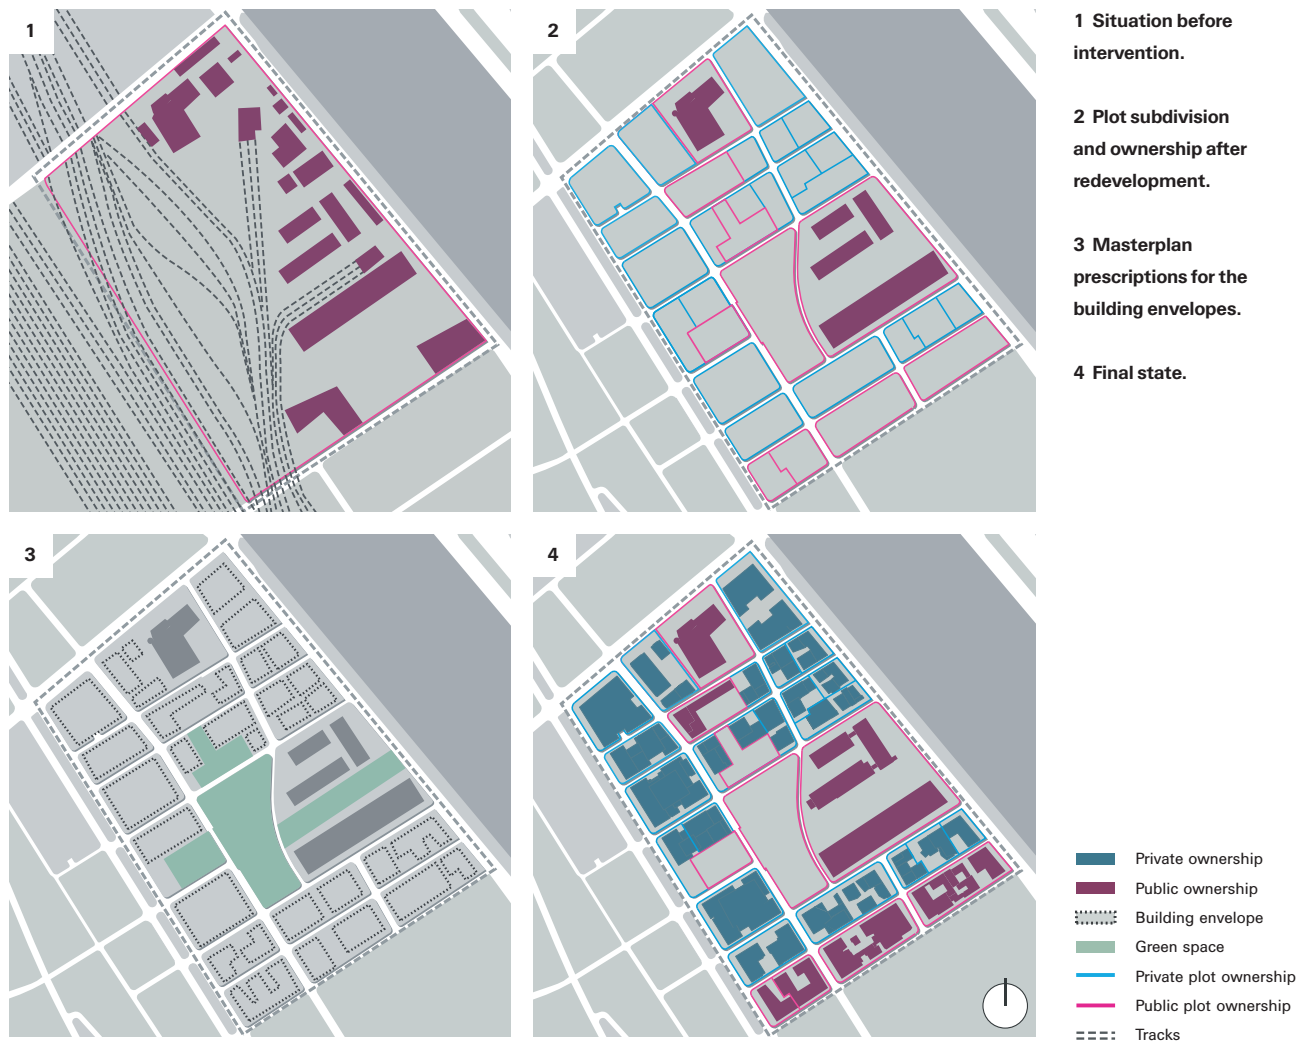 1
2
3
4
1 Situation before
intervention.
2 Plot subdivision
and ownership after
redevelopment.
3 Masterplan
prescriptions for the
building envelopes.
4 Final state.
Private ownership
Public ownership
Building envelope
Green space
Private plot ownership
Public plot ownership
Tracks